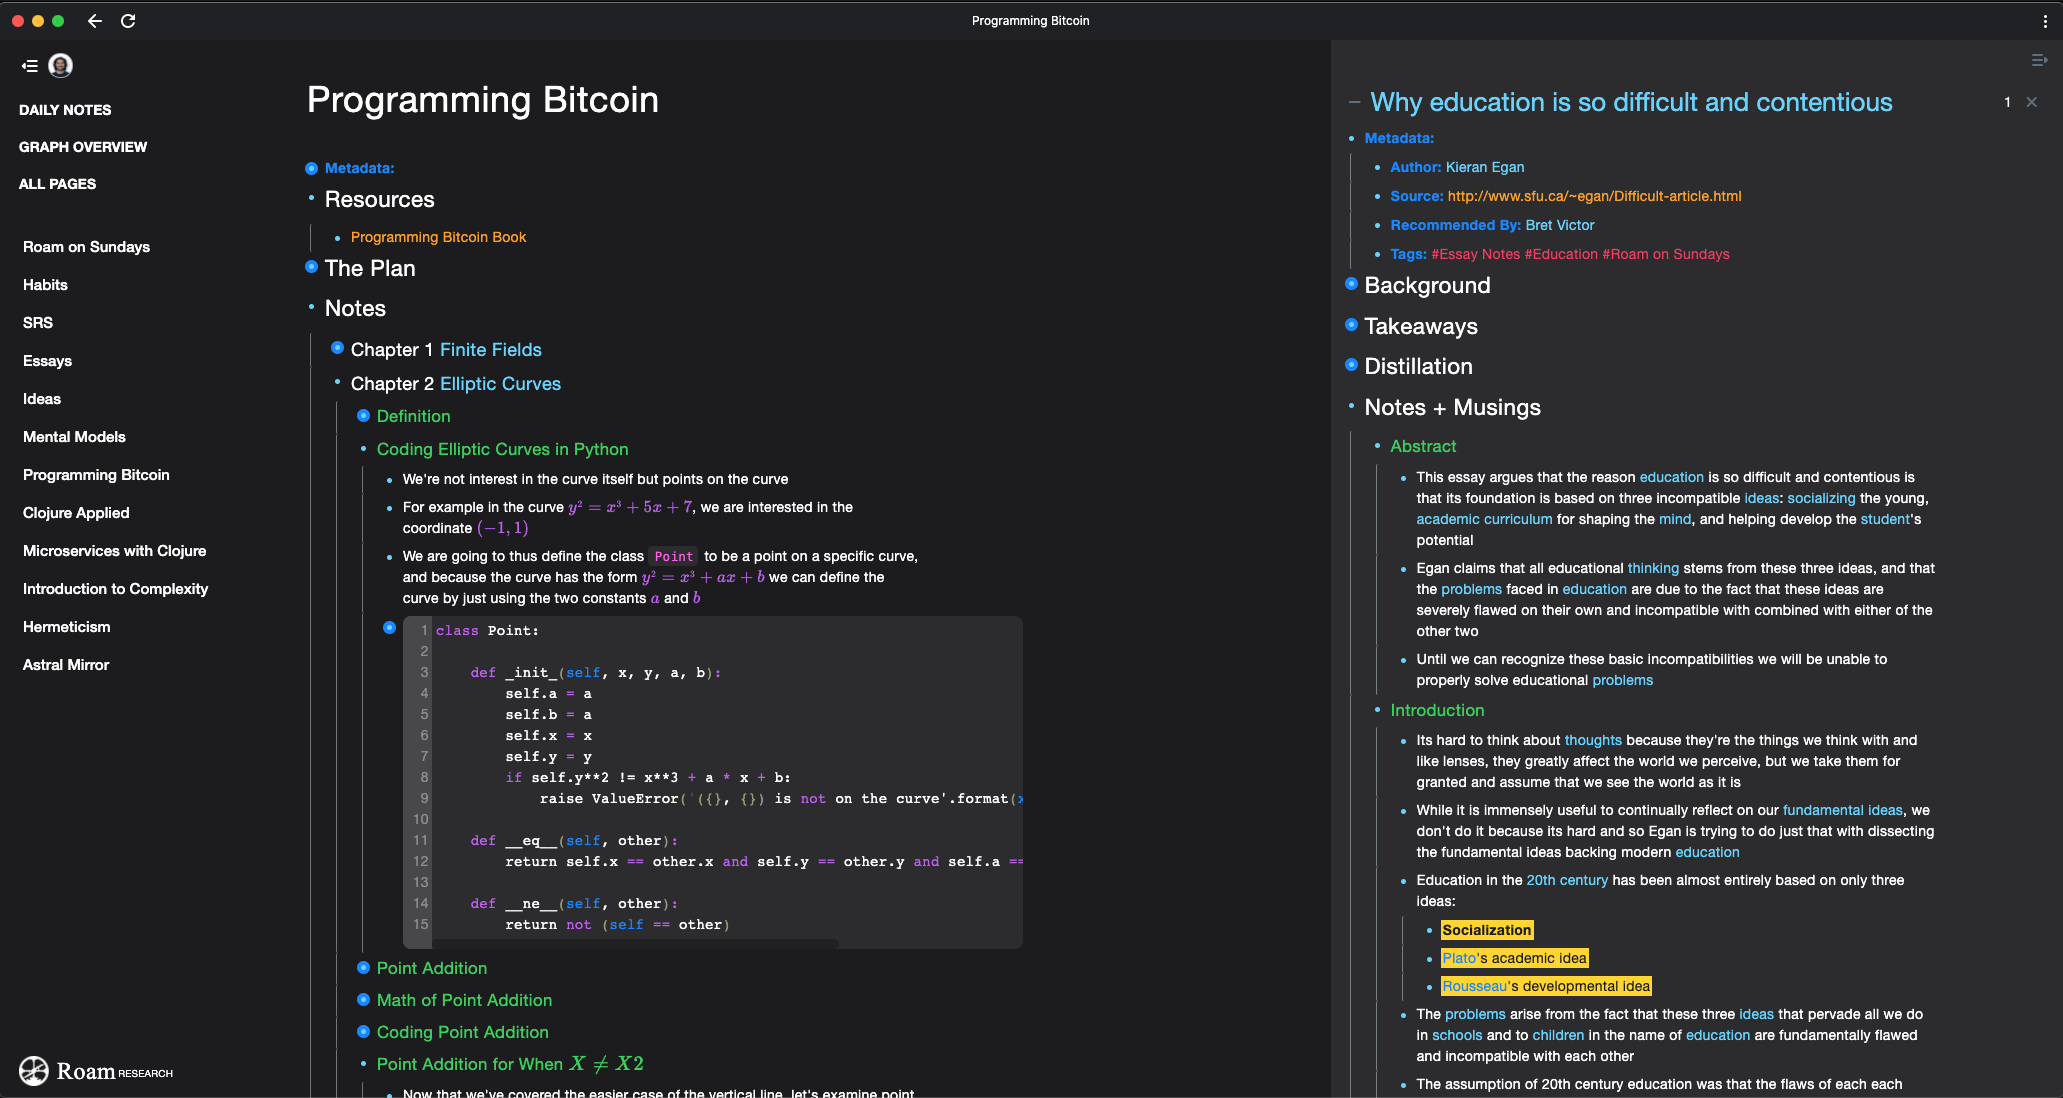 Programming Bitcoin
DAILY NOTES
GRAPH OVERVIEW
ALL PAGES
Roam on Sundays
Habits
SRS
Essays
Ideas
Mental Models
Programming Bitcoin
Clojure Applied
Microservices with Clojure
Introduction to Complexity
Hermeticism
Astral Mirror
Roam RESEARCH
Programming Bitcoin
Metadata:
Resources
Programming Bitcoin Book
The Plan
Notes
Chapter 1 Finite Fields
Chapter 2 Elliptic Curves
Definition
Coding Elliptic Curves in Python
We're not interest in the curve itself but points on the curve
For example in the curve y² = x³ + 5x + 7, we are interested in the
coordinate (−1, 1)
We are going to thus define the class Point to be a point on a specific curve,
and because the curve has the form y² = x³ + ax + b we can define the
curve by just using the two constants a and b
1 class Point:
2
3     def _init_(self, x, y, a, b):
4         self.a = a
5         self.b = a
6         self.x = x
7         self.y = y
8         if self.y**2 != x**3 + a * x + b:
9             raise ValueError('({}, {}) is not on the curve'.format(x
10
11     def __eq__(self, other):
12         return self.x == other.x and self.y == other.y and self.a ==
13
14     def __ne__(self, other):
15         return not (self == other)
Point Addition
Math of Point Addition
Coding Point Addition
Point Addition for When X ≠ X2
Now that we've covered the easier case of the vertical line, let's examine point
Why education is so difficult and contentious
1
Metadata:
Author: Kieran Egan
Source: http://www.sfu.ca/~egan/Difficult-article.html
Recommended By: Bret Victor
Tags: #Essay Notes #Education #Roam on Sundays
Background
Takeaways
Distillation
Notes + Musings
Abstract
This essay argues that the reason education is so difficult and contentious is
that its foundation is based on three incompatible ideas: socializing the young,
academic curriculum for shaping the mind, and helping develop the student's
potential
Egan claims that all educational thinking stems from these three ideas, and that
the problems faced in education are due to the fact that these ideas are
severely flawed on their own and incompatible with combined with either of the
other two
Until we can recognize these basic incompatibilities we will be unable to
properly solve educational problems
Introduction
Its hard to think about thoughts because they're the things we think with and
like lenses, they greatly affect the world we perceive, but we take them for
granted and assume that we see the world as it is
While it is immensely useful to continually reflect on our fundamental ideas, we
don't do it because its hard and so Egan is trying to do just that with dissecting
the fundamental ideas backing modern education
Education in the 20th century has been almost entirely based on only three
ideas:
Socialization
Plato's academic idea
Rousseau's developmental idea
The problems arise from the fact that these three ideas that pervade all we do
in schools and to children in the name of education are fundamentally flawed
and incompatible with each other
The assumption of 20th century education was that the flaws of each each